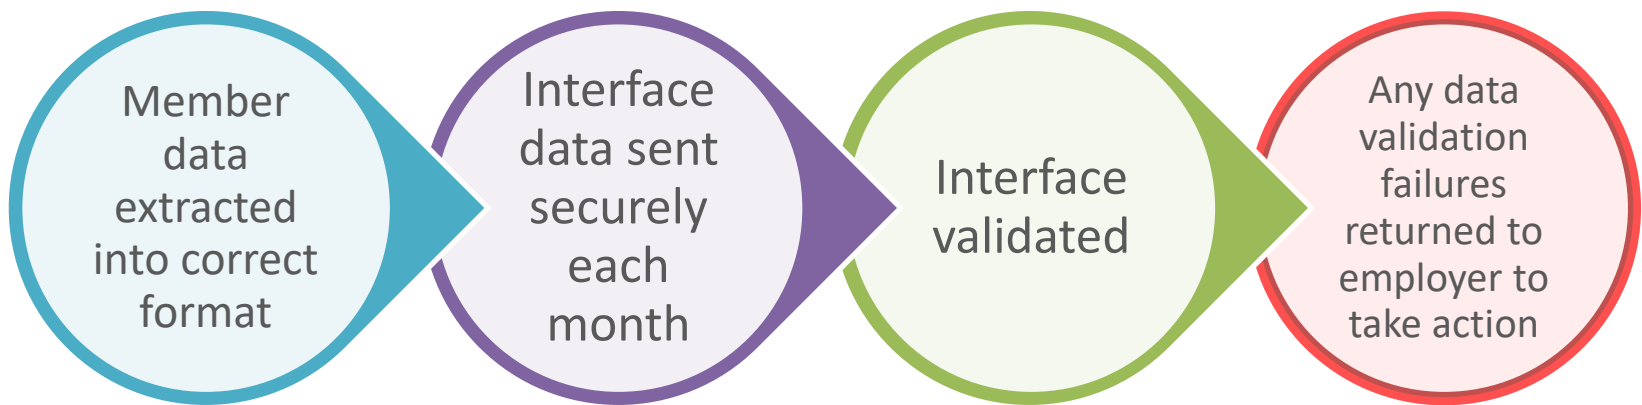 Member
data
extracted
into correct
format
Interface
data sent
securely
each
month
Interface
validated
Any data
validation
failures
returned to
employer to
take action